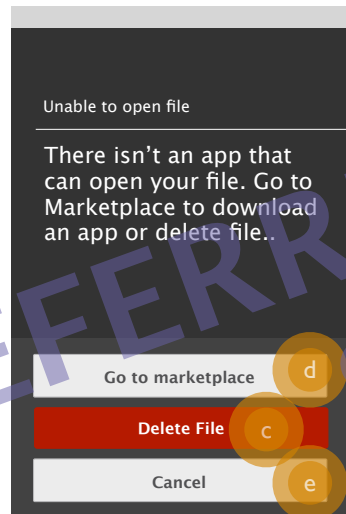 Unable to open file
There isn’t an app that
can open your file. Go to
Marketplace to download
an app or delete file..
EFERR
Go to marketplace
d
Delete File
c
Cancel
e